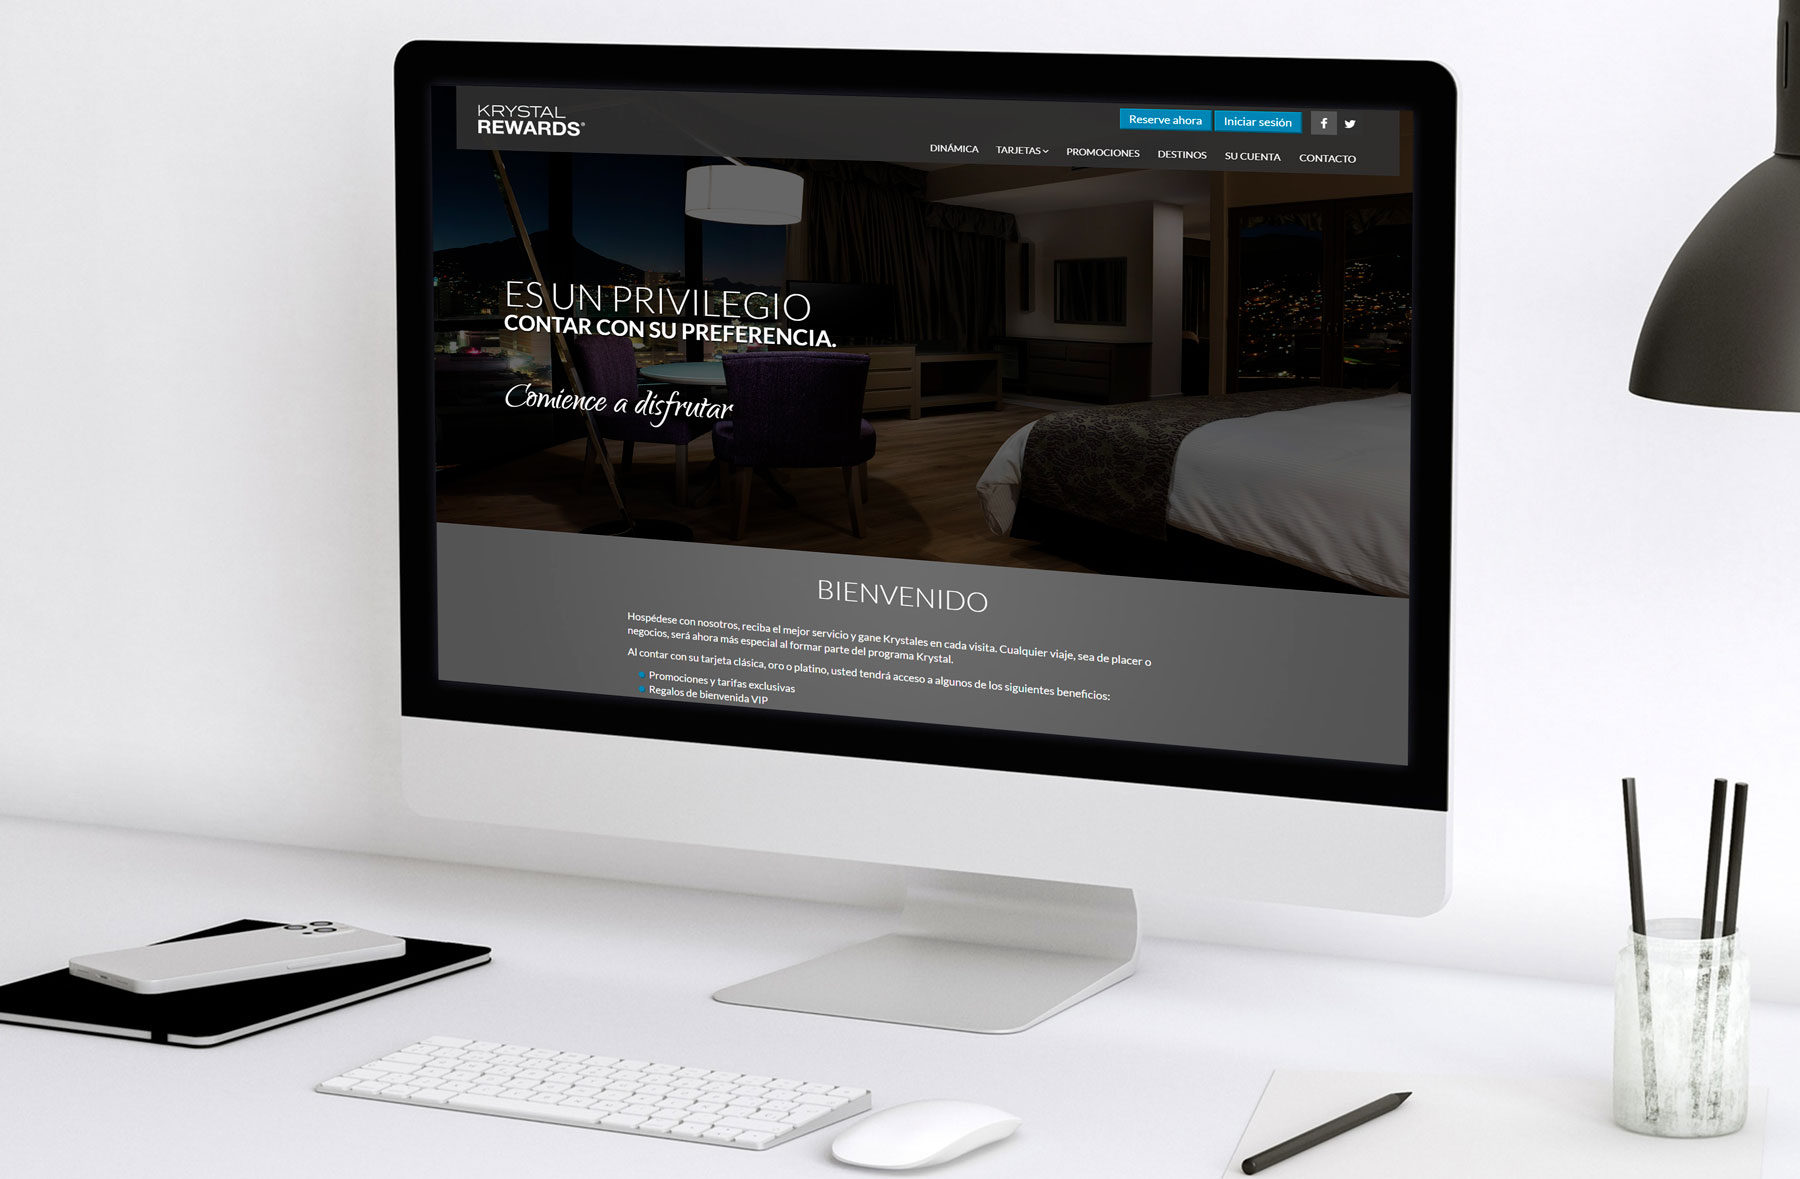 KRYSTAL
REWARDS®
Reserve ahora
Iniciar sesión
DINÁMICA
TARJETAS
PROMOCIONES
DESTINOS
SU CUENTA
CONTACTO
ES UN PRIVILEGIO
CONTAR CON SU PREFERENCIA.
Comience a disfrutar
BIENVENIDO
Hospédese con nosotros, reciba el mejor servicio y gane Krystales en cada visita. Cualquier viaje, sea de placer o
negocios, será ahora más especial al formar parte del programa Krystal.
Al contar con su tarjeta clásica, oro o platino, usted tendrá acceso a algunos de los siguientes beneficios:
Promociones y tarifas exclusivas
Regalos de bienvenida VIP